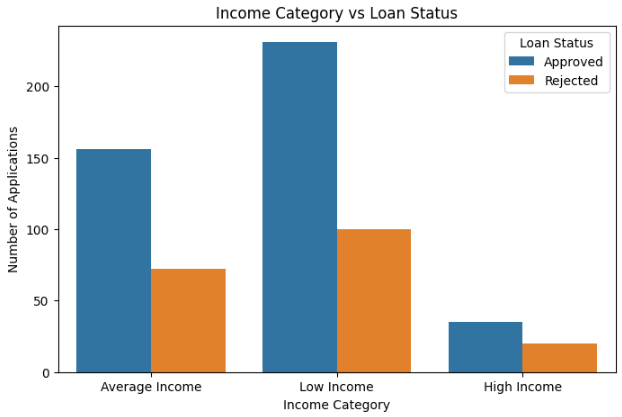 Income Category vs Loan Status
Loan Status
Approved
Rejected
Number of Applications
200
150
100
50
0
Average Income
Low Income
High Income
Income Category